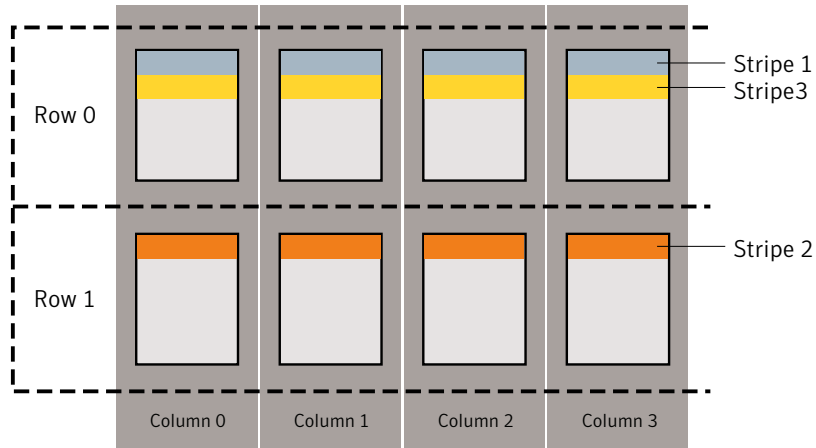 Stripe 1
Stripe3
Row 0
Stripe 2
Row 1
Column 0
Column 1
Column 2
Column 3